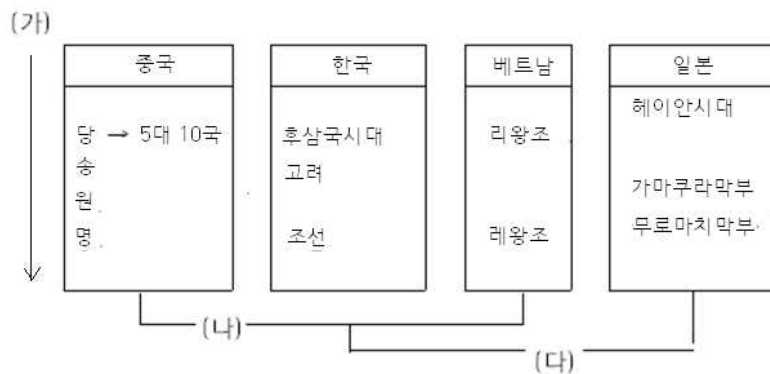 (가)
중국 한국 베트남 일본
헤이안시대
당 → 5대 10국 후삼국시대 리왕조
송 고려
원 가마쿠라막부
명 조선 레왕조 무로마치막부
(나)
(다)